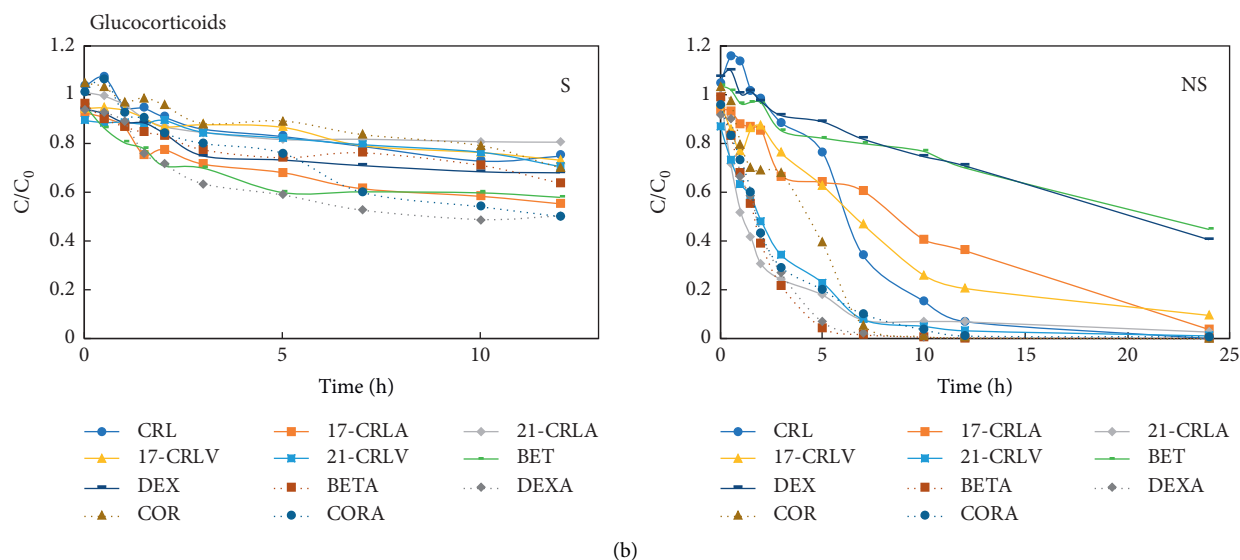 Glucocorticoids
1.2
1
0.8
0.6
0.4
0.2
0
C/C0
S
0
5
10
Time (h)
CRL
17-CRLA
21-CRLA
17-CRLV
21-CRLV
BET
DEX
BETA
DEXA
COR
CORA
1.2
1
0.8
0.6
0.4
0.2
0
C/C0
NS
0
5
10
15
20
25
Time (h)
CRL
17-CRLA
21-CRLA
17-CRLV
21-CRLV
BET
DEX
BETA
DEXA
COR
CORA
(b)